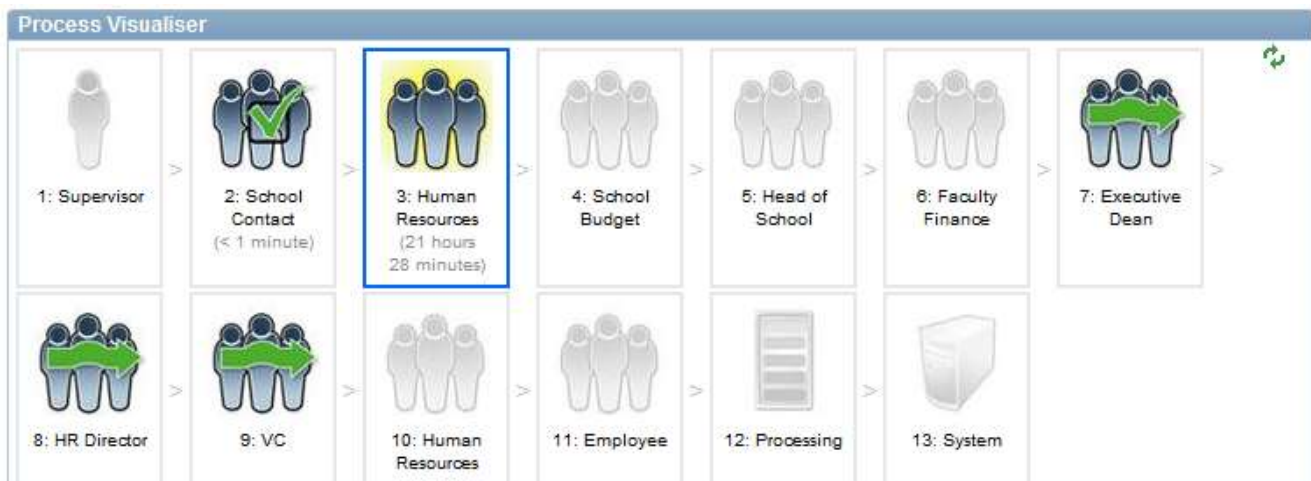 Process Visualiser
1: Supervisor
2: School
Contact
(< 1 minute)
3: Human
Resources
(21 hours
28 minutes)
4: School
Budget
5: Head of
School
6: Faculty
Finance
7: Executive
Dean
8: HR Director
9: VC
10: Human
Resources
11: Employee
12: Processing
13: System